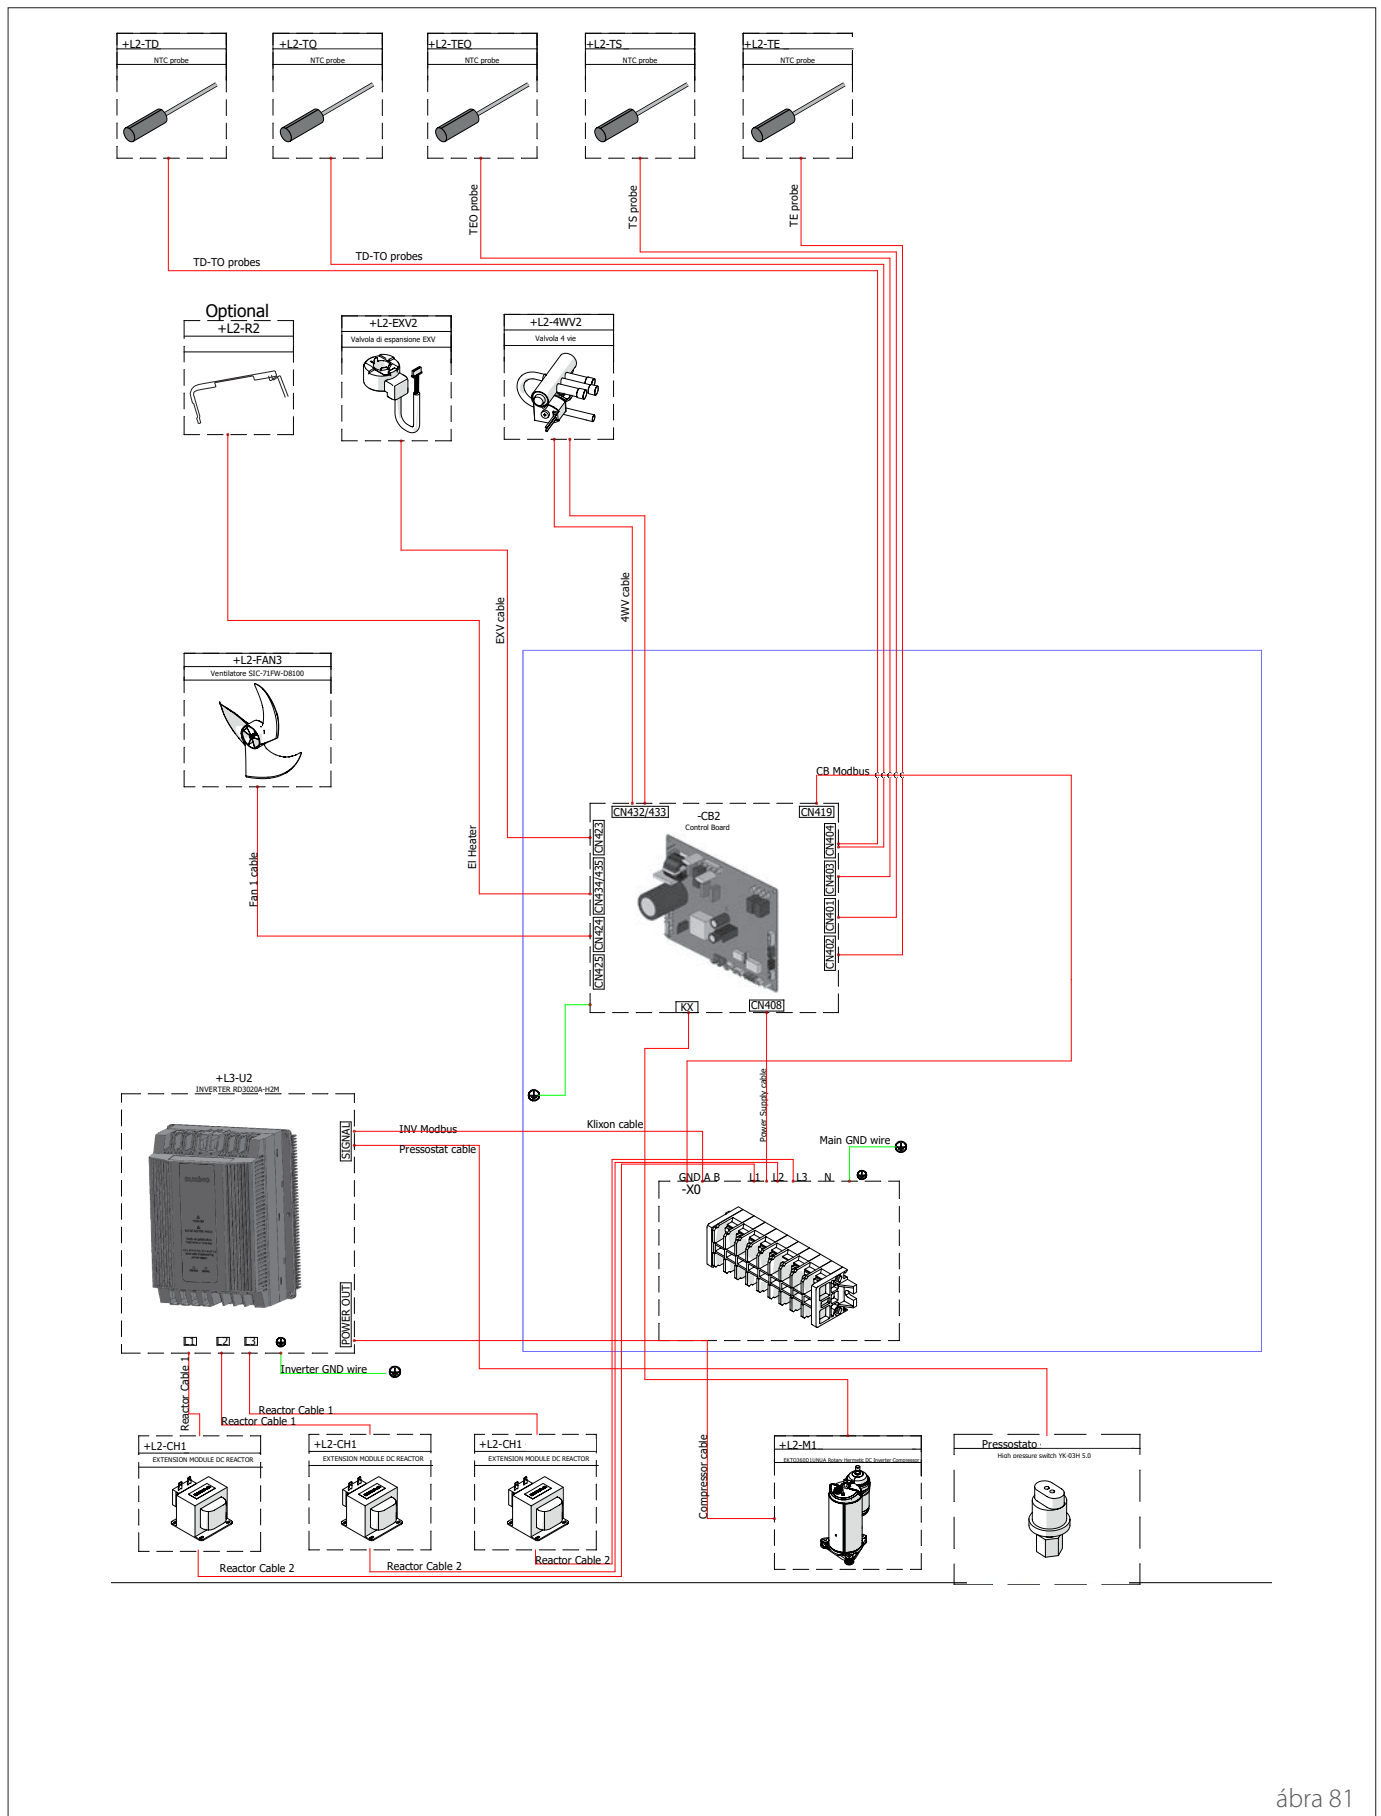 +L2-TD
NTC probe
+L2-TO
NTC probe
+L2-TEO
NTC probe
+L2-TS
NTC probe
+L2-TE
NTC probe
TEO probe
TS probe
TE probe
TD-TO probes
TD-TO probes
Optional
+L2-R2
+L2-EXV2
Valvola di espansione EXV
+L2-4WV2
Valvola 4 vie
EXV cable
4WV cable
+L2-FAN3
Ventilatore SIC-71FW-D8100
CB Modbus
El Heater
Fan 1 cable
CN432/433
-CB2
Control Board
CN419
CN423
CN434/435
CN424
CN425
CN404
CN403
CN401
CN402
KX
CN408
+L3-U2
INVERTER RD3020A-H2M
SIGNAL
INV Modbus
Pressostat cable
Klixon cable
Power Supply cable
Main GND wire
GND A B
L1
L2
L3
N
-X0
POWER OUT
L1
L2
L3
Inverter GND wire
Reactor Cable 1
Reactor Cable 1
Reactor Cable 1
+L2-CH1
EXTENSION MODULE DC REACTOR
+L2-CH1
EXTENSION MODULE DC REACTOR
+L2-CH1
EXTENSION MODULE DC REACTOR
Reactor Cable 2
Reactor Cable 2
Reactor Cable 2
Compressor cable
+L2-M1
EKTO360D1UNUA Rotary Hermetic DC Inverter Compressor
Pressostato
High pressure switch YK-03H 5.0
ábra 81